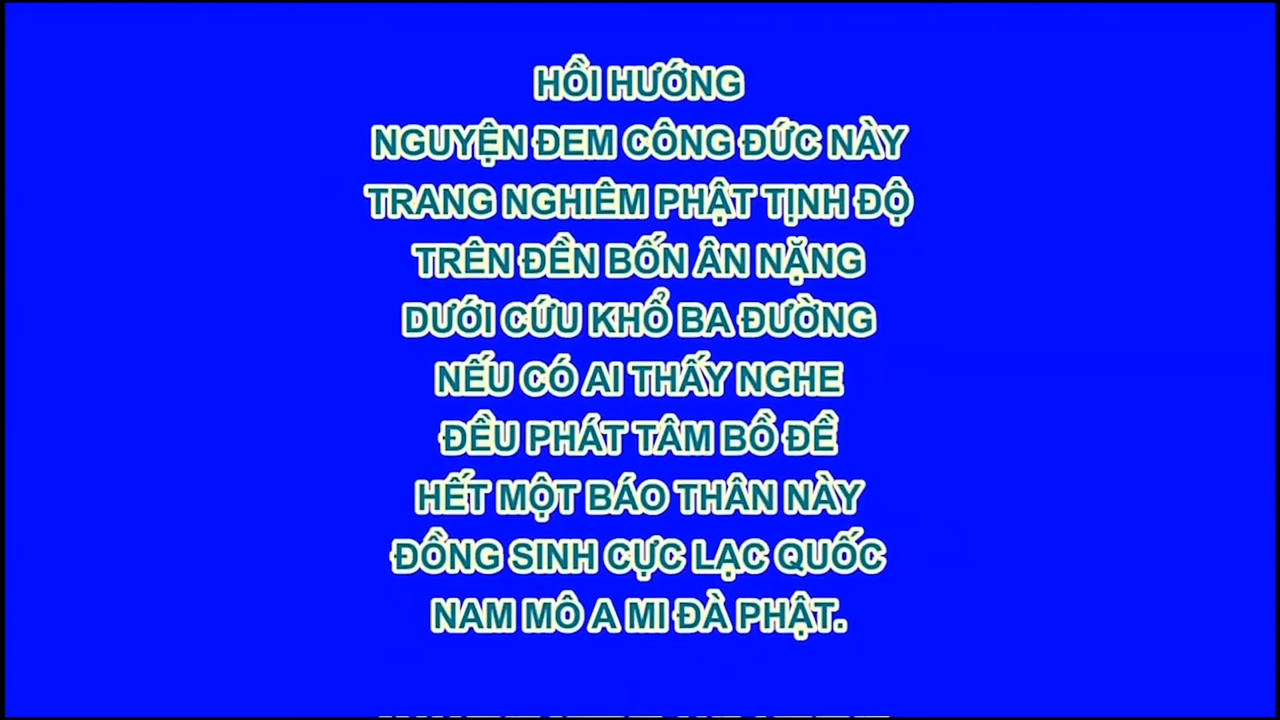 HỒI HƯỚNG
NGUYỆN ĐEM CÔNG ĐỨC NÀY
TRANG NGHIÊM PHẬT TỊNH ĐỘ
TRÊN ĐỀN BỐN ÂN NẶNG
DƯỚI CỨU KHỔ BA ĐƯỜNG
NẾU CÓ AI THẤY NGHE
ĐỀU PHÁT TÂM BỒ ĐỀ
HẾT MỘT BÁO THÂN NÀY
ĐỒNG SINH CỰC LẠC QUỐC
NAM MÔ A MI ĐÀ PHẬT.